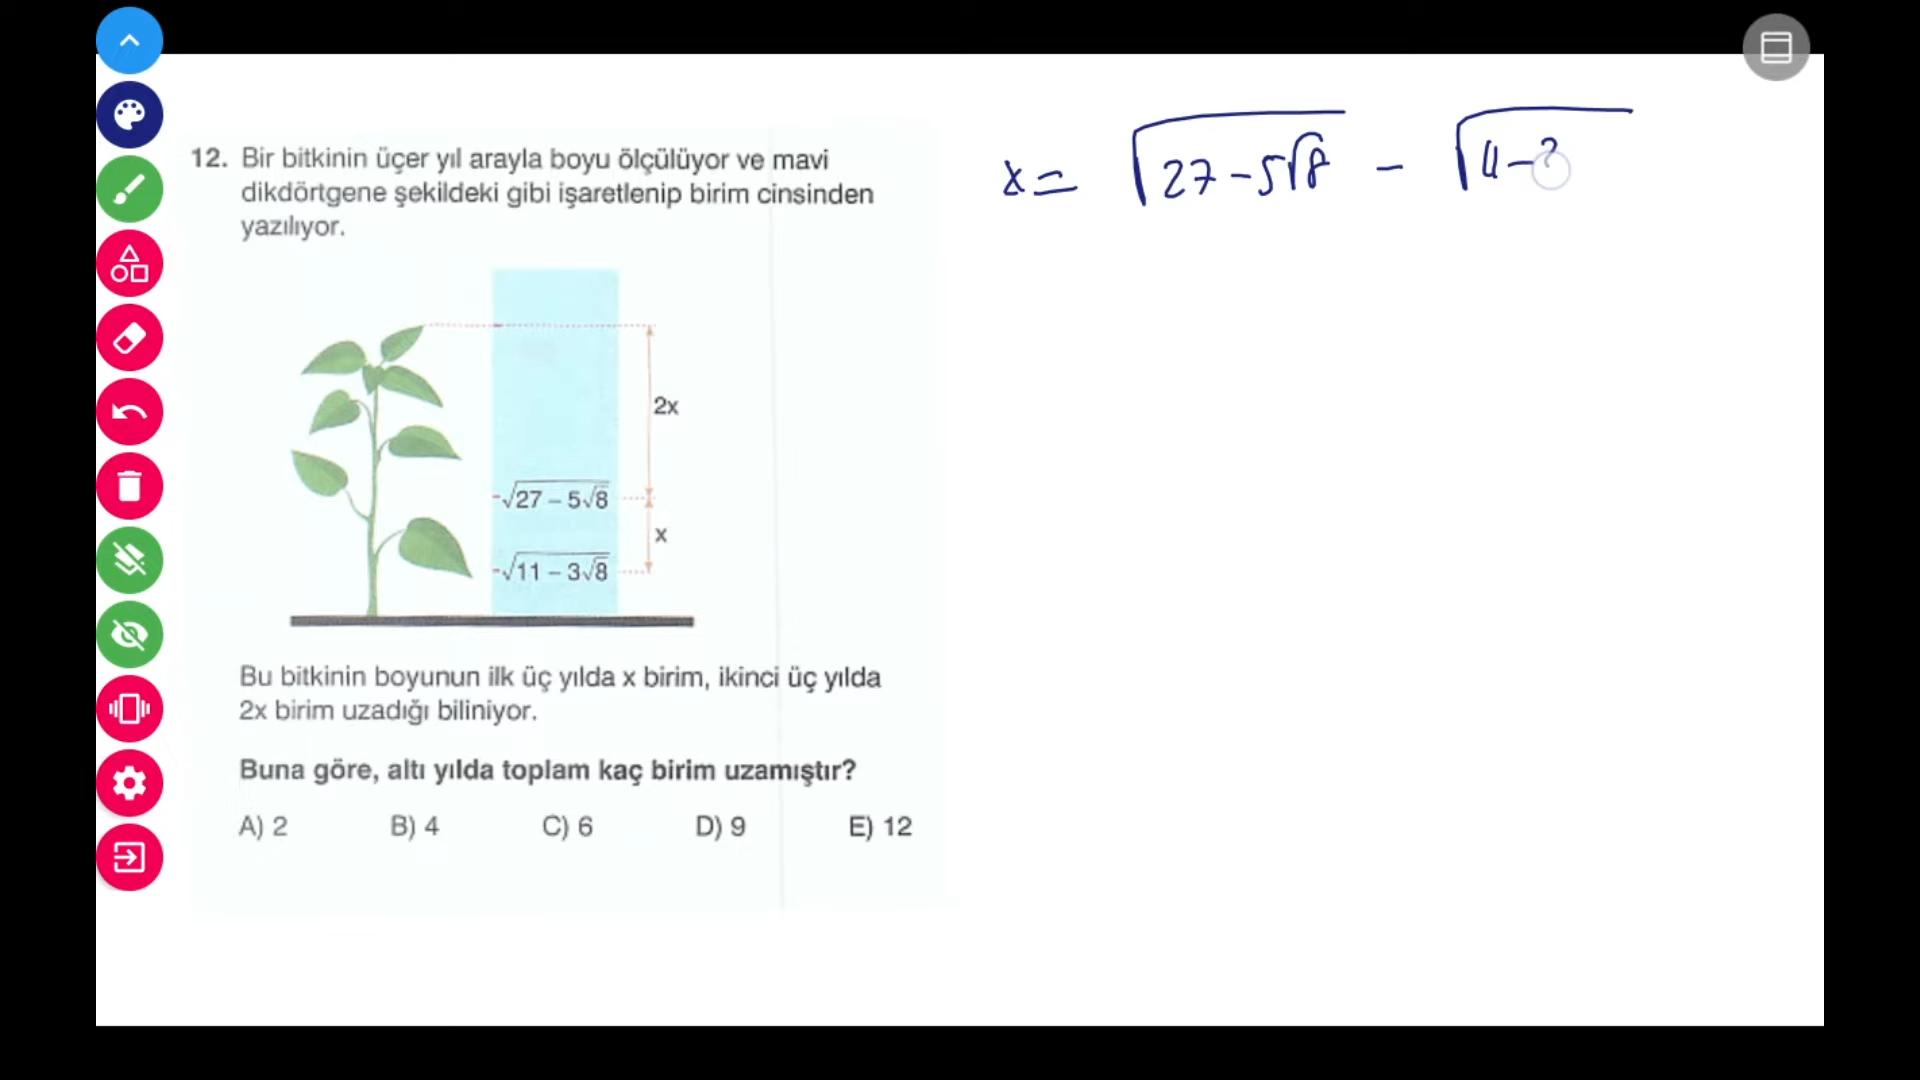 12. Bir bitkinin üçer yıl arayla boyu ölçülüyor ve mavi
dikdörtgene şekildeki gibi işaretlenip birim cinsinden
yazılıyor.
2x
√(27 – 5√8)
x
√(11 – 3√8)
Bu bitkinin boyunun ilk üç yılda x birim, ikinci üç yılda
2x birim uzadığı biliniyor.
Buna göre, altı yılda toplam kaç birim uzamıştır?
A) 2 B) 4 C) 6 D) 9 E) 12
x = √(27 – 5√8) – √(11 –